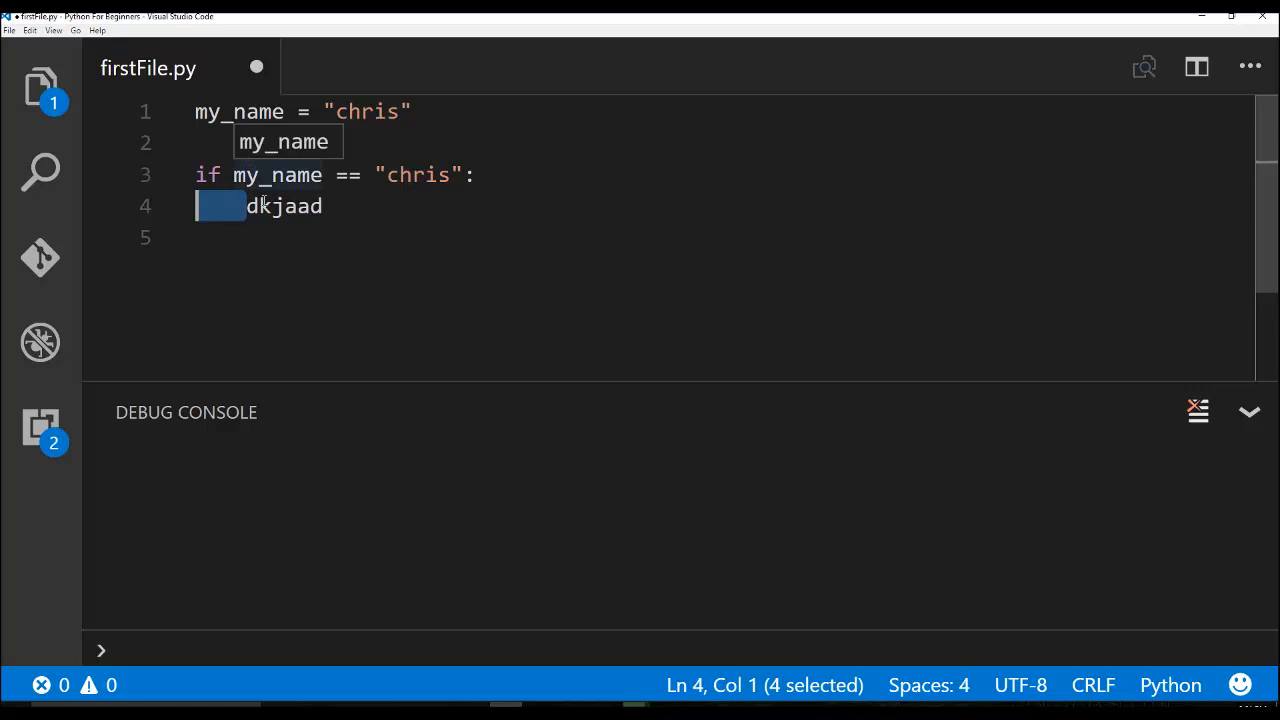 firstFile.py - Python For Beginners - Visual Studio Code
File Edit View Go Help
firstFile.py
1 my_name = "chris"
2 my_name
3 if my_name == "chris":
4 dkjaad
5
1
2
DEBUG CONSOLE
›
0 0 Ln 4, Col 1 (4 selected) Spaces: 4 UTF-8 CRLF Python